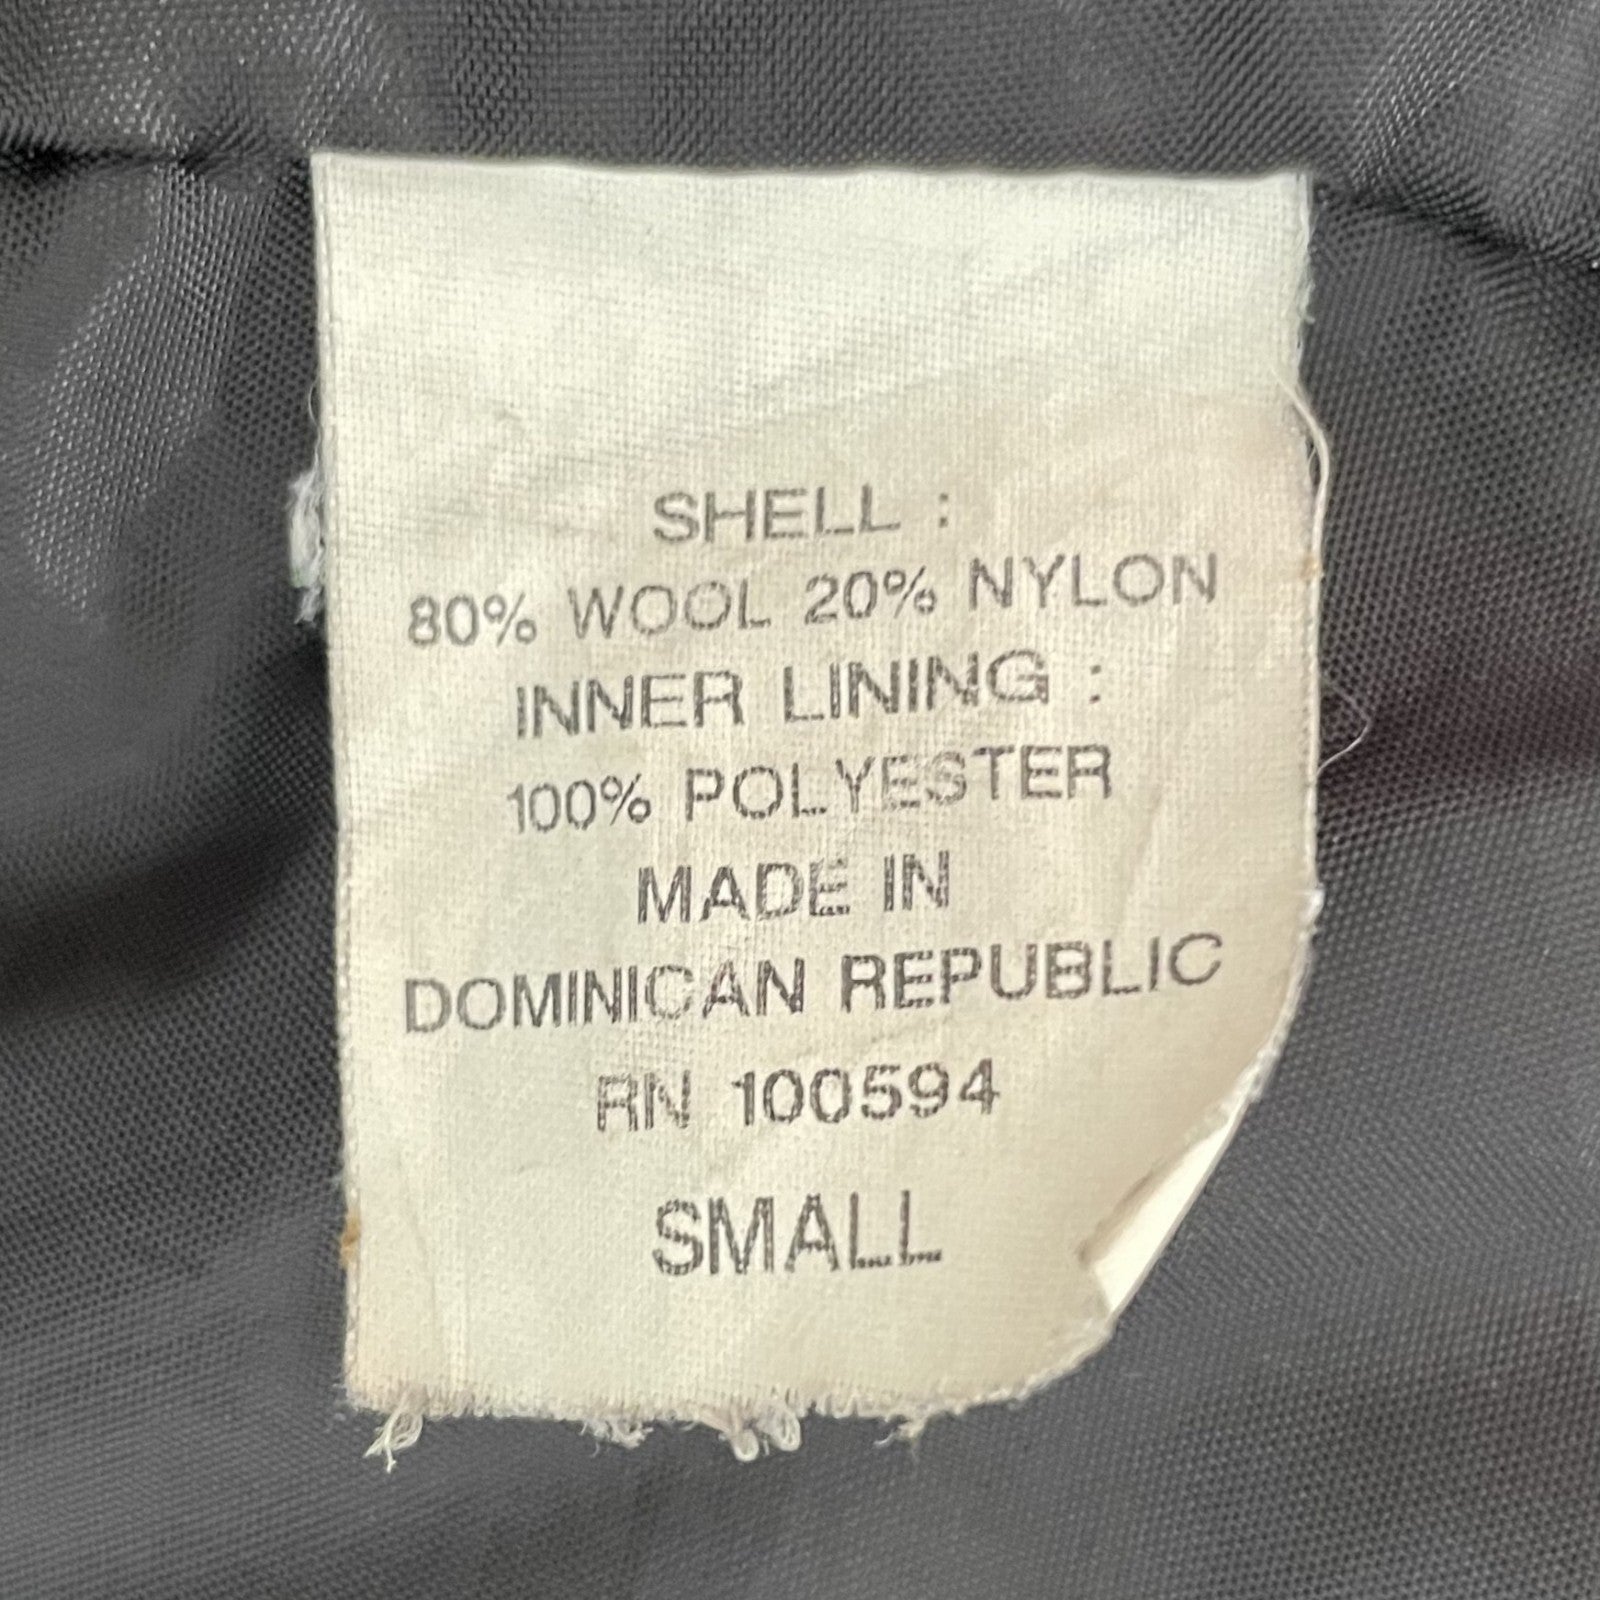 SHELL :
80% WOOL 20% NYLON
INNER LINING :
100% POLYESTER
MADE IN
DOMINICAN REPUBLIC
RN 100594
SMALL